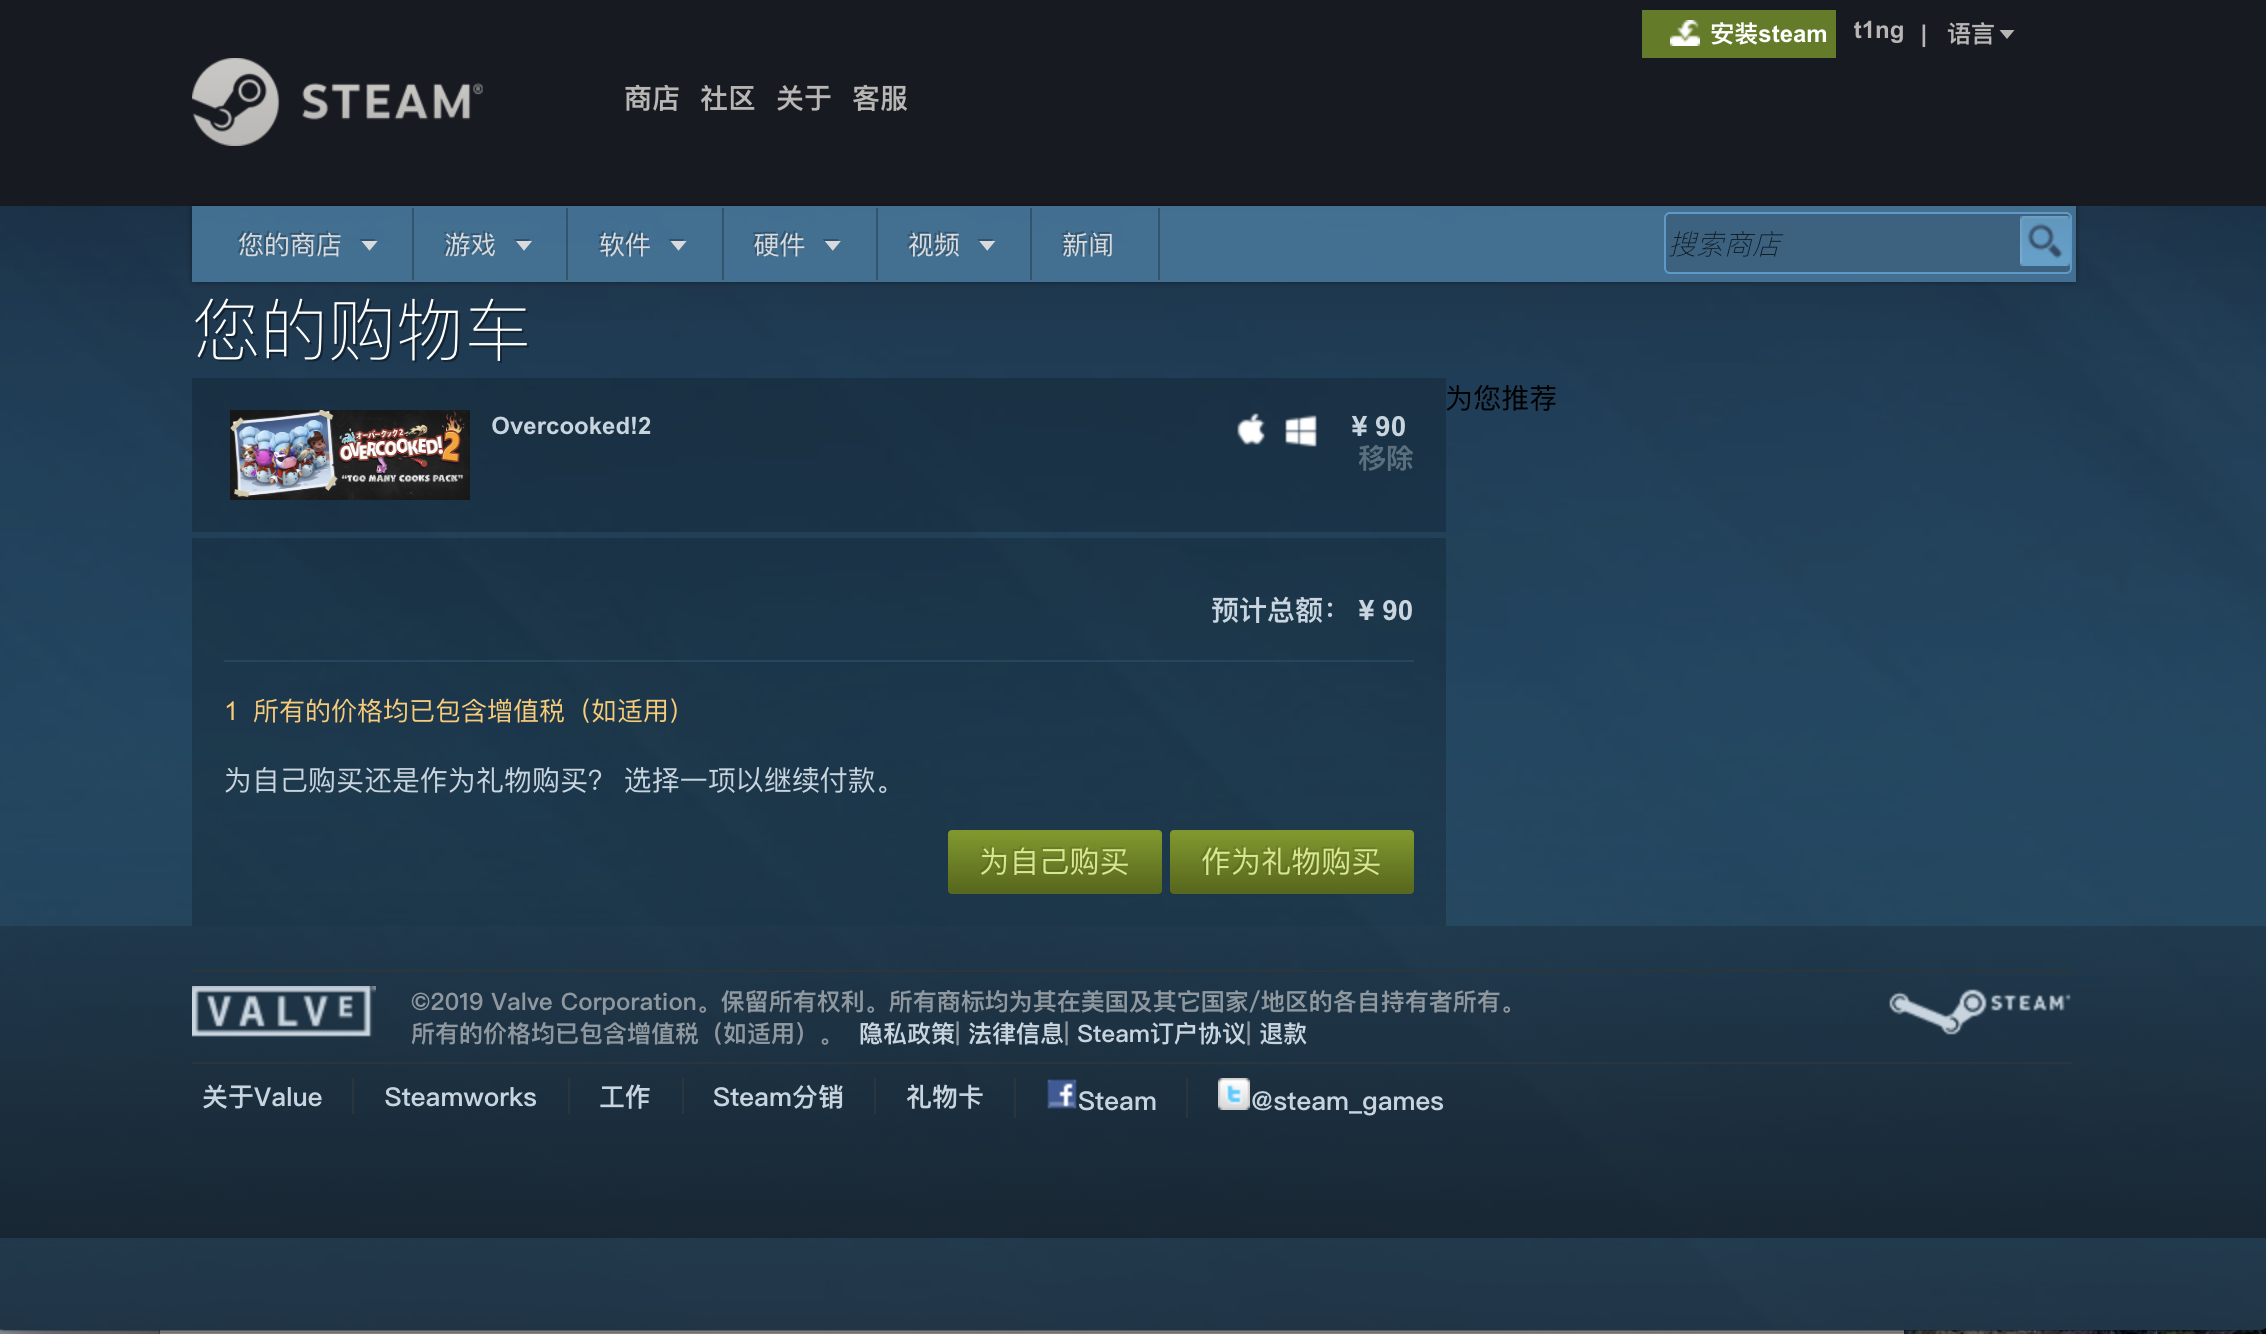 安装steam t1ng | 语言
STEAM®
商店 社区 关于 客服
您的商店 游戏 软件 硬件 视频 新闻 搜索商店
您的购物车
オーバークック2
OVERCOOKED!2
"TOO MANY COOKS PACK"
Overcooked!2
¥ 90
移除
为您推荐
预计总额： ¥ 90
1 所有的价格均已包含增值税（如适用）
为自己购买还是作为礼物购买？ 选择一项以继续付款。
为自己购买 作为礼物购买
VALVE
©2019 Valve Corporation。保留所有权利。所有商标均为其在美国及其它国家/地区的各自持有者所有。
所有的价格均已包含增值税（如适用）。 隐私政策| 法律信息| Steam订户协议| 退款
STEAM
关于Value Steamworks 工作 Steam分销 礼物卡 Steam @steam_games